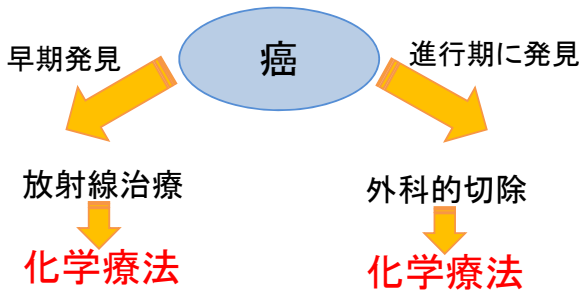 癌
早期発見
進行期に発見
放射線治療
外科的切除
化学療法
化学療法